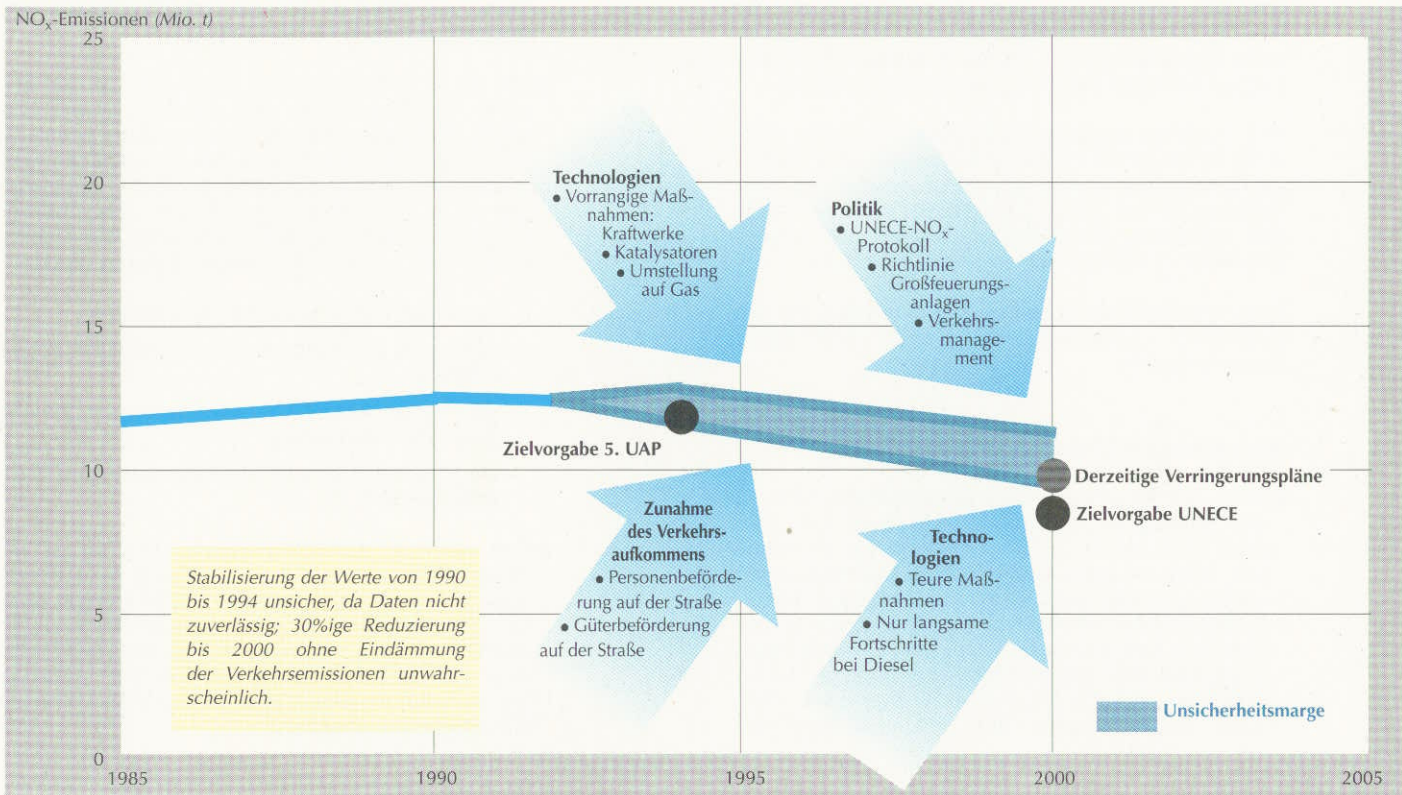 NOx-Emissionen (Mio. t)
25
20
15
10
5
0
1985
1990
1995
2000
2005
Technologien
• Vorrangige Maß-
nahmen:
Kraftwerke
• Katalysatoren
• Umstellung
auf Gas
Politik
• UNECE-NOx-
Protokoll
• Richtlinie
Großfeuerungs-
anlagen
• Verkehrs-
manage-
ment
Zielvorgabe 5. UAP
Derzeitige Verringerungspläne
Zielvorgabe UNECE
Zunahme
des Verkehrs-
aufkommens
• Personenbeförde-
rung auf der Straße
• Güterbeförderung
auf der Straße
Techno-
logien
• Teure Maß-
nahmen
• Nur langsame
Fortschritte
bei Diesel
Stabilisierung der Werte von 1990
bis 1994 unsicher, da Daten nicht
zuverlässig; 30%ige Reduzierung
bis 2000 ohne Eindämmung
der Verkehrsemissionen unwahr-
scheinlich.
Unsicherheitsmarge